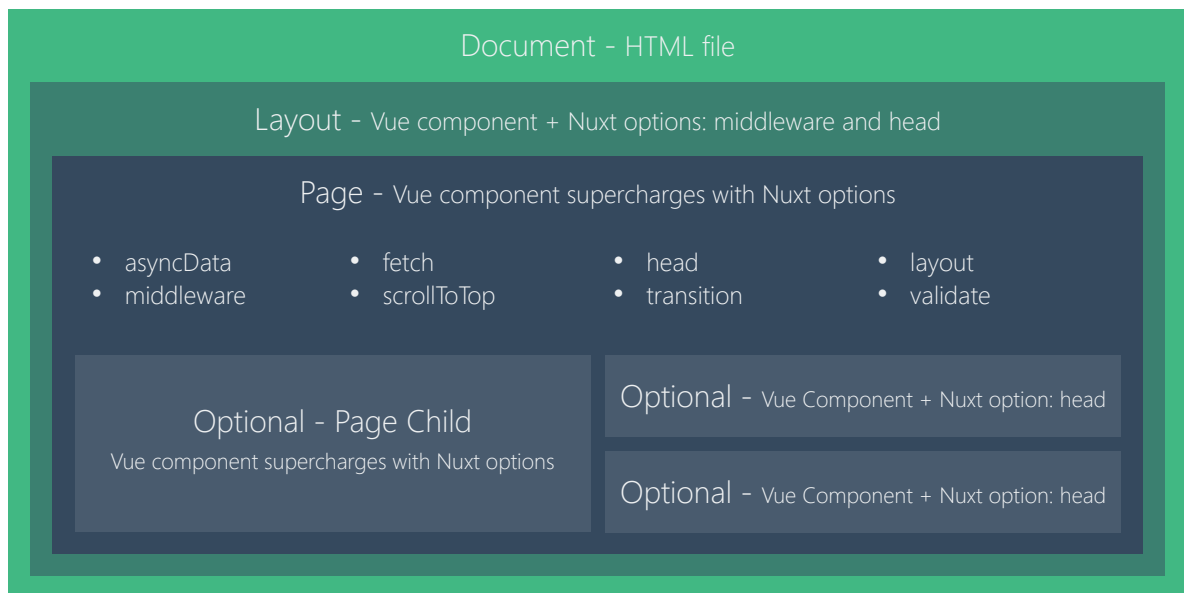 Document - HTML file
Layout - Vue component + Nuxt options: middleware and head
Page - Vue component supercharges with Nuxt options
• asyncData • fetch • head • layout
• middleware • scrollToTop • transition • validate
Optional - Page Child
Vue component supercharges with Nuxt options
Optional - Vue Component + Nuxt option: head
Optional - Vue Component + Nuxt option: head